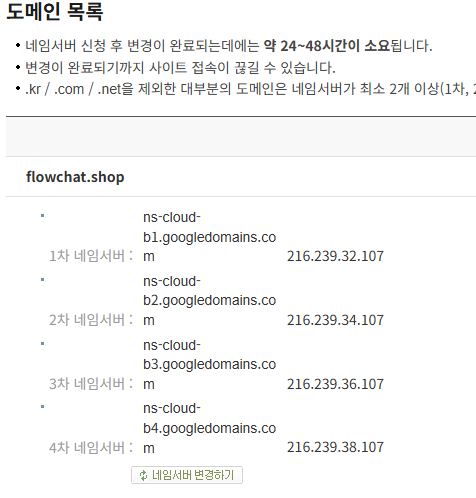 도메인 목록
네임서버 신청 후 변경이 완료되는데에는 약 24~48시간이 소요됩니다.
변경이 완료되기까지 사이트 접속이 끊길 수 있습니다.
.kr / .com / .net을 제외한 대부분의 도메인은 네임서버가 최소 2개 이상(1차,
flowchat.shop
ns-cloud-
b1.googledomains.co
1차 네임서버 : m 216.239.32.107
ns-cloud-
b2.googledomains.co
2차 네임서버 : m 216.239.34.107
ns-cloud-
b3.googledomains.co
3차 네임서버 : m 216.239.36.107
ns-cloud-
b4.googledomains.co
4차 네임서버 : m 216.239.38.107
네임서버 변경하기